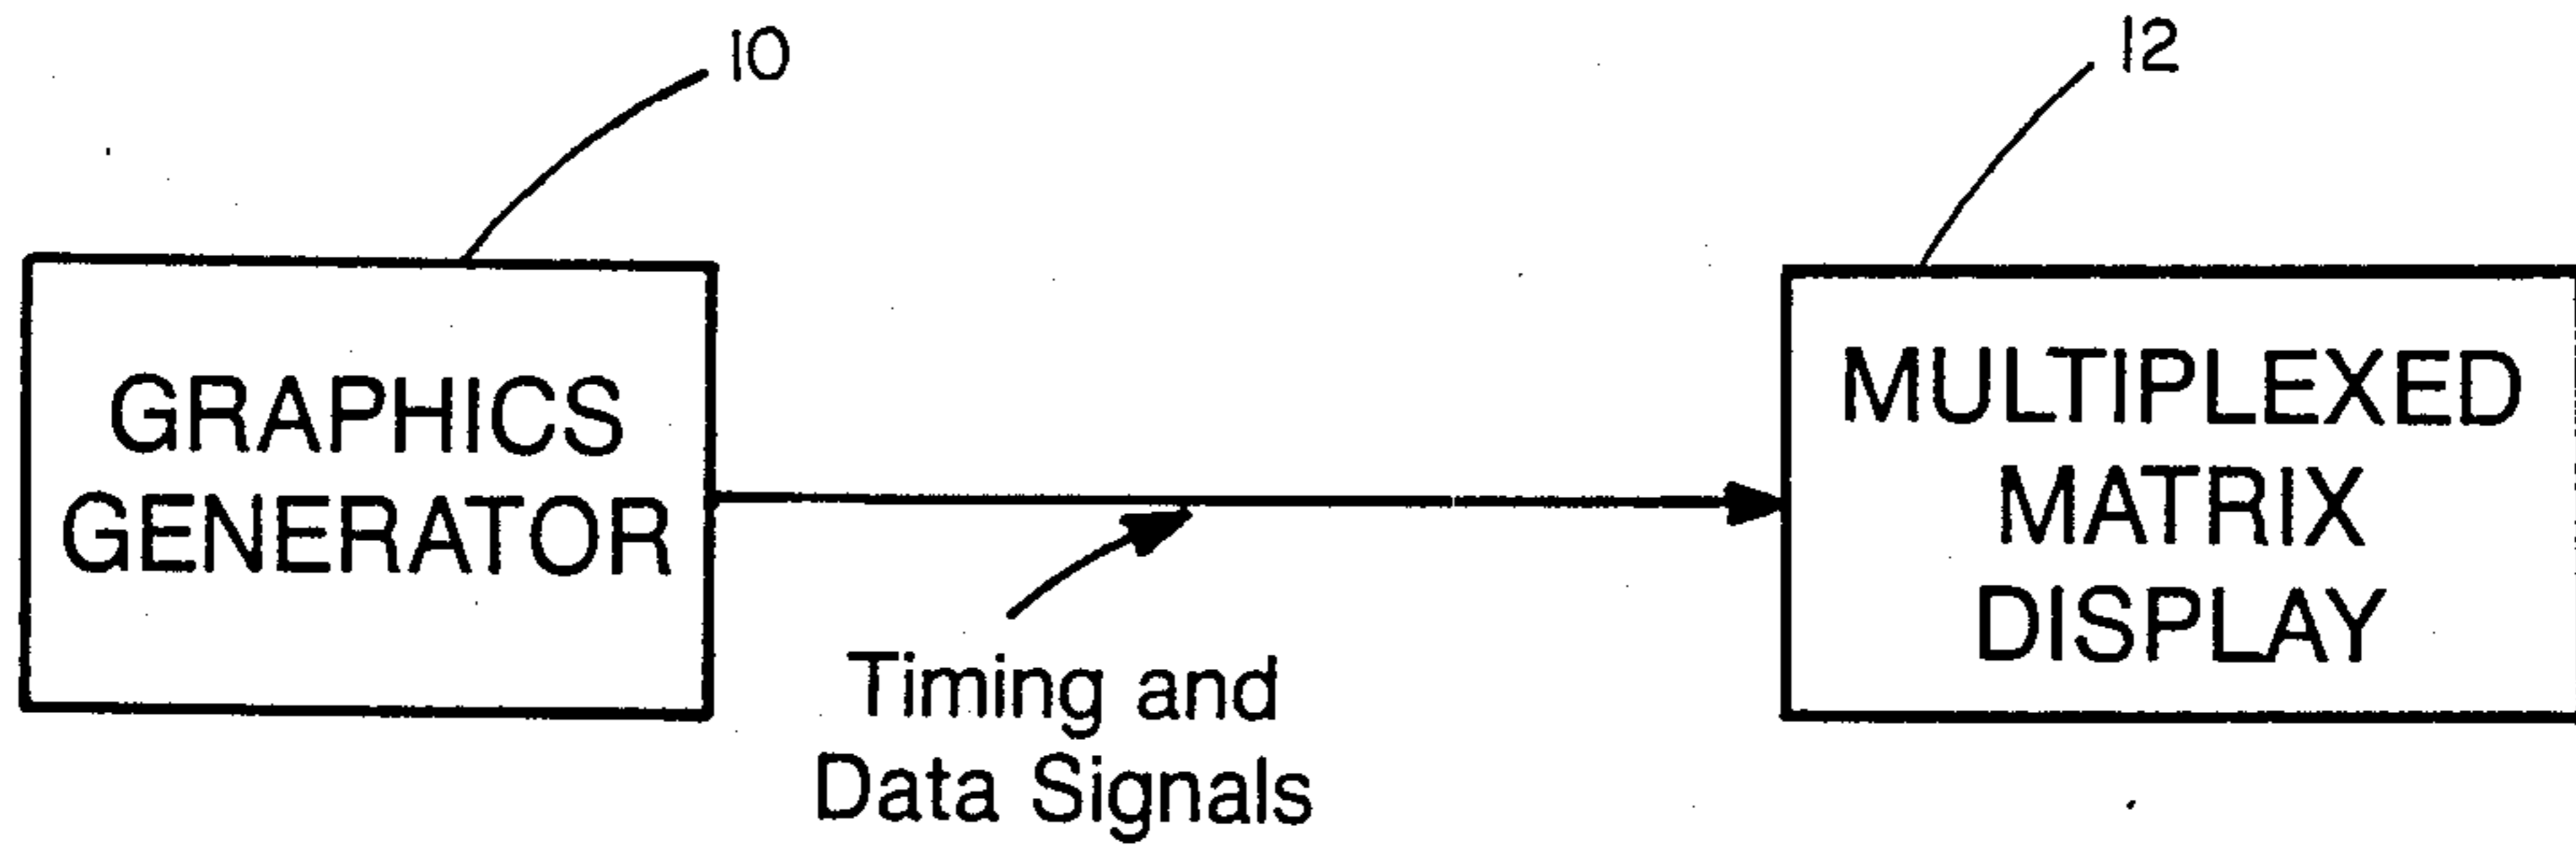 10
12
GRAPHICS
GENERATOR
MULTIPLEXED
MATRIX
DISPLAY
Timing and
Data Signals